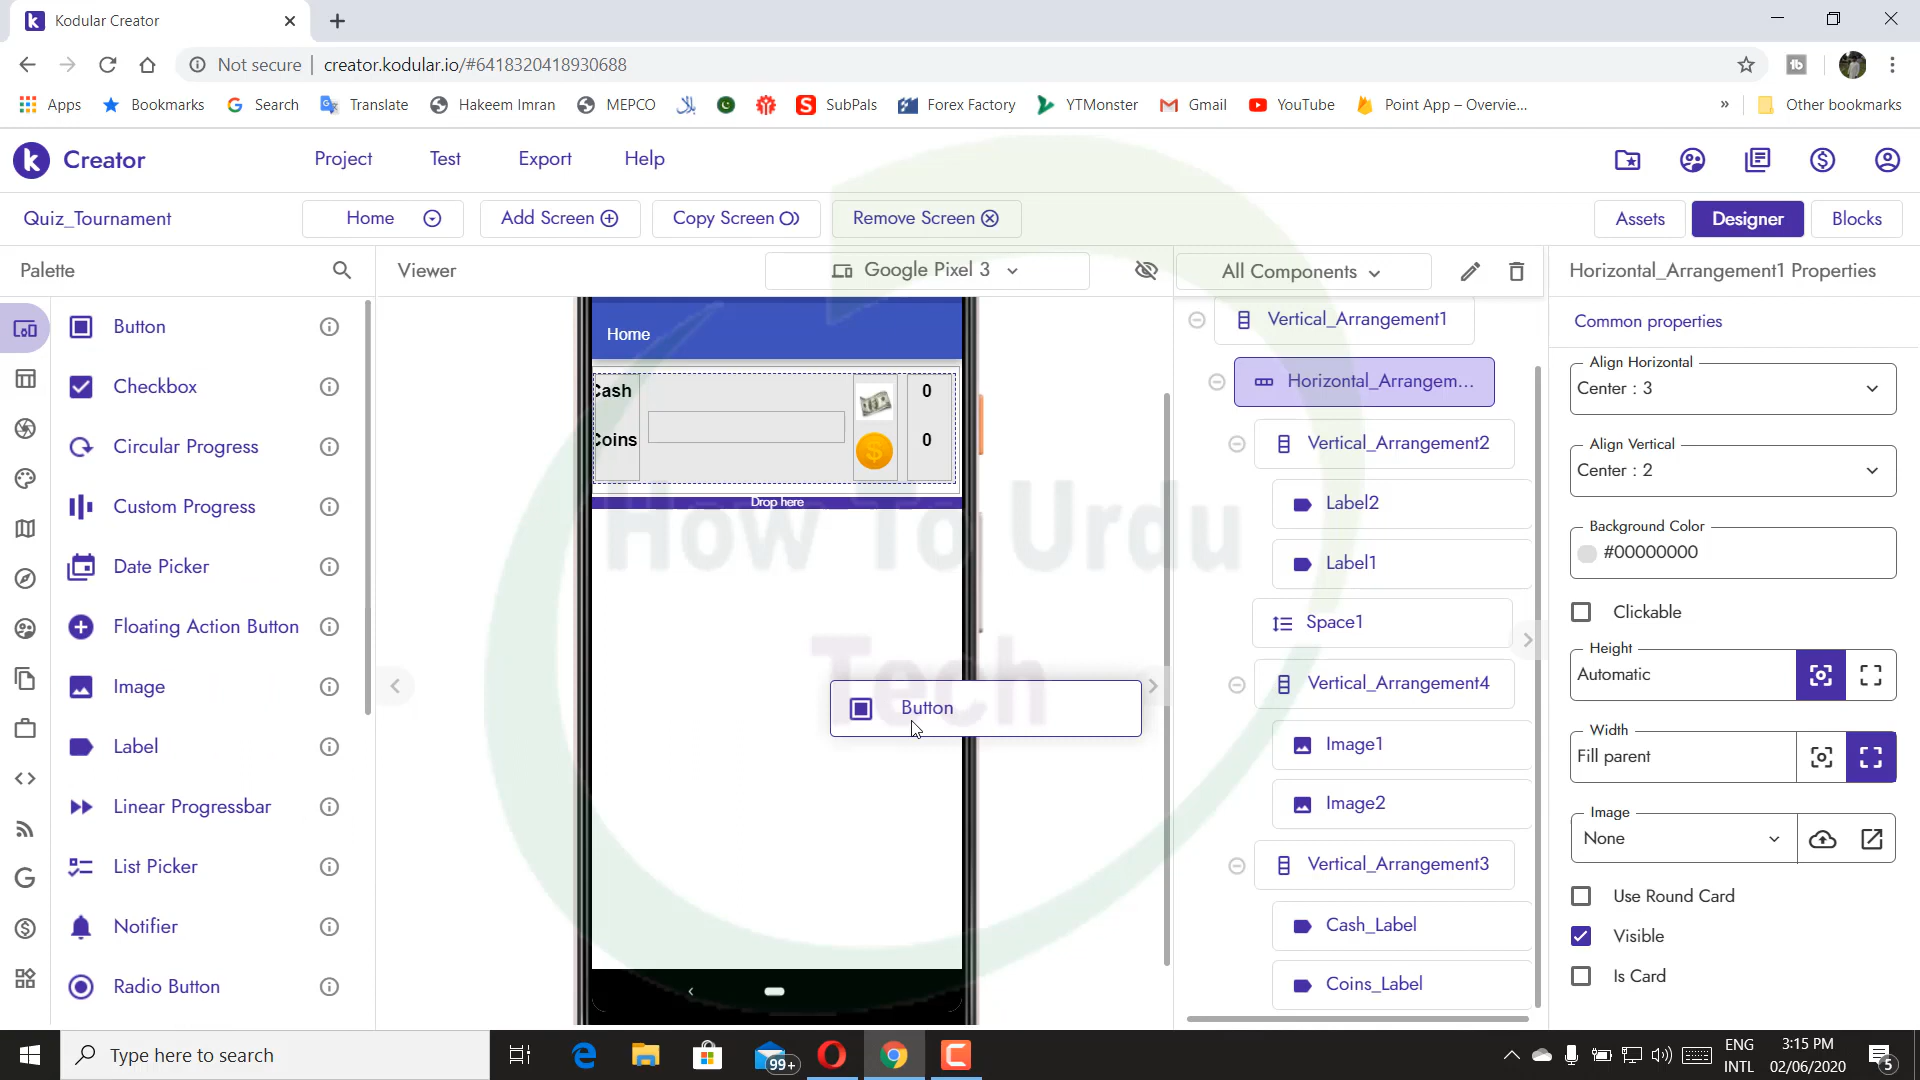 Kodular Creator
Not secure
creator.kodular.io/#6418320418930688
Apps
Bookmarks
Search
Translate
Hakeem Imran
MEPCO
SubPals
Forex Factory
YTMonster
Gmail
YouTube
Point App – Overvie...
»
Other bookmarks
Creator
Project
Test
Export
Help
Quiz_Tournament
Home
Add Screen
Copy Screen
Remove Screen
Assets
Designer
Blocks
Palette
Viewer
Google Pixel 3
All Components
Horizontal_Arrangement1 Properties
Button
Checkbox
Circular Progress
Custom Progress
Date Picker
Floating Action Button
Image
Label
Linear Progressbar
List Picker
Notifier
Radio Button
Home
Cash
0
Coins
0
Drop here
How To Urdu
Tech
Button
Vertical_Arrangement1
Horizontal_Arrangem...
Vertical_Arrangement2
Label2
Label1
Space1
Vertical_Arrangement4
Image1
Image2
Vertical_Arrangement3
Cash_Label
Coins_Label
Common properties
Align Horizontal
Center : 3
Align Vertical
Center : 2
Background Color
#00000000
Clickable
Height
Automatic
Width
Fill parent
Image
None
Use Round Card
Visible
Is Card
Type here to search
99+
ENG
INTL
3:15 PM
02/06/2020
5